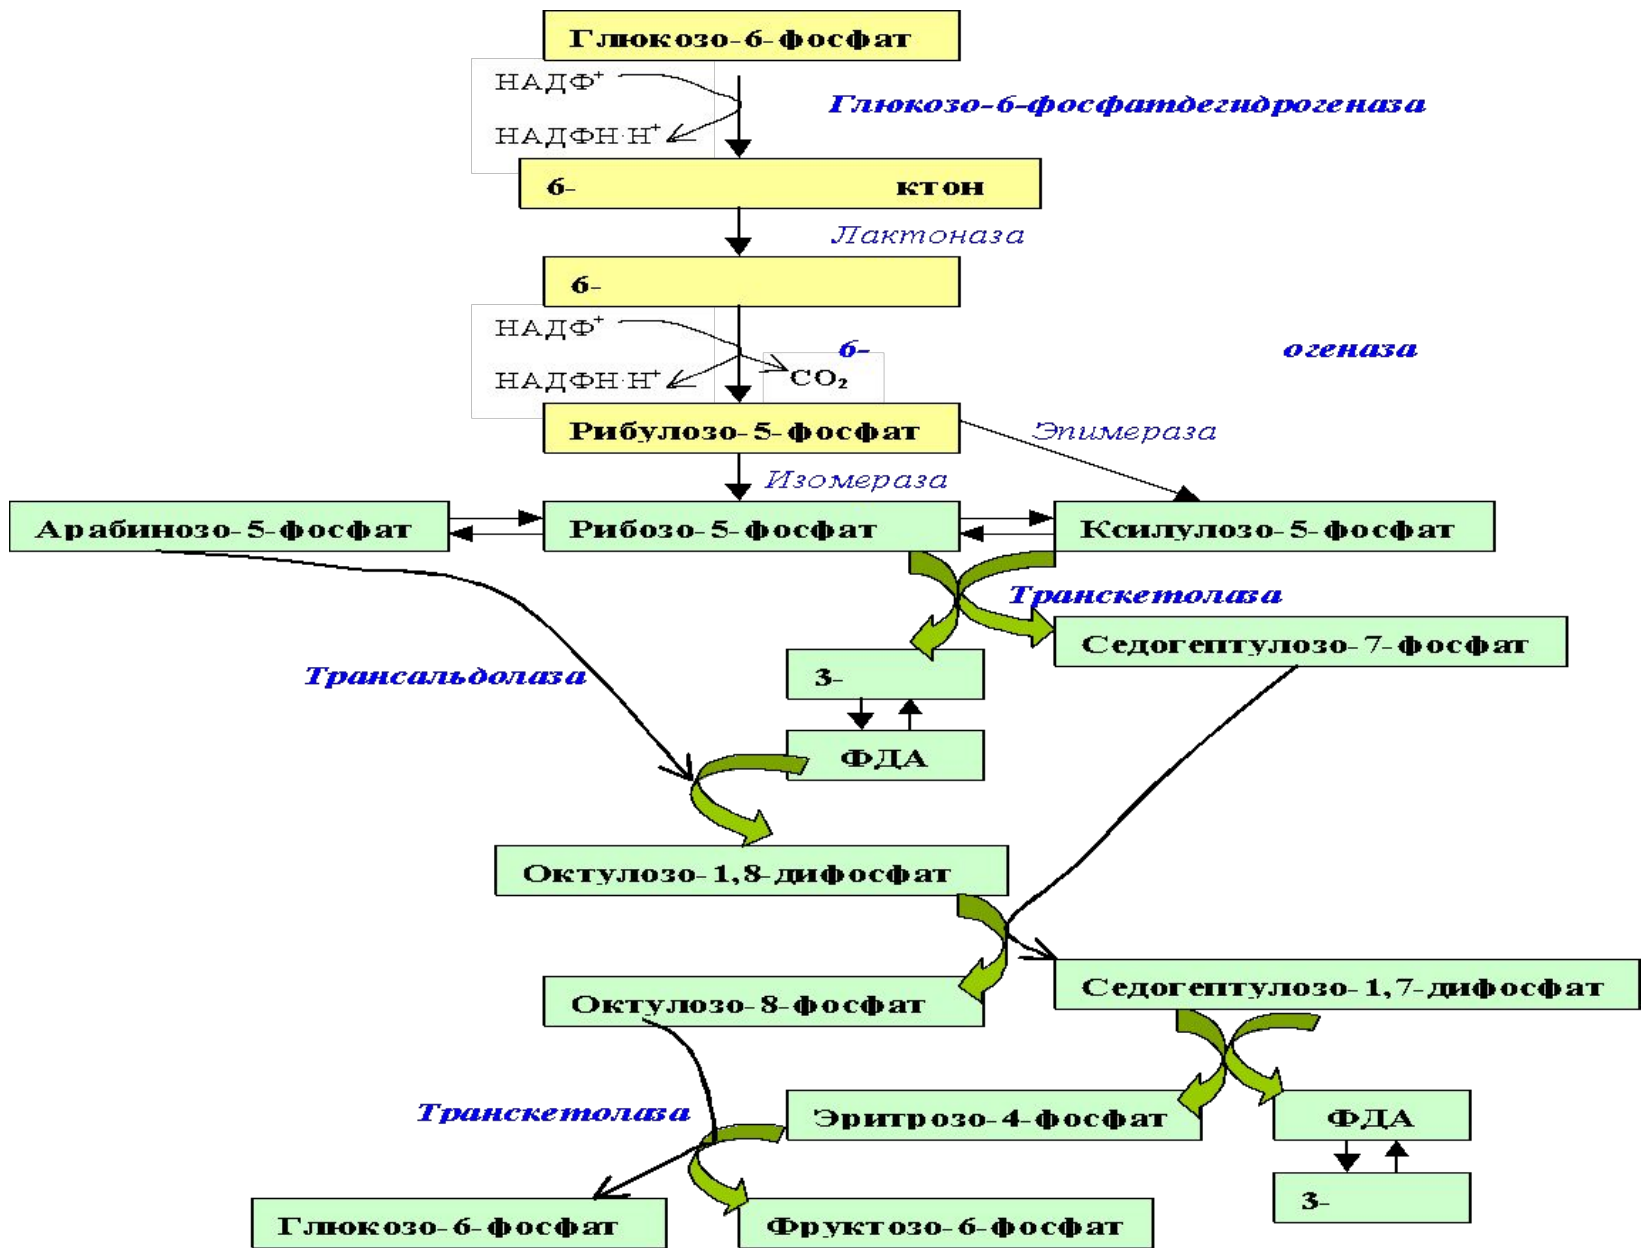 Глюкозо-6-фосфат
НАДФ⁺
Глюкозо-6-фосфатдегидрогеназа
НАДФН·Н⁺
6- ктон
Лактоназа
6-
НАДФ⁺
6- огеназа
НАДФН·Н⁺
CO₂
Рибулозо-5-фосфат
Эпимераза
Изомераза
Арабинозо-5-фосфат
Рибозо-5-фосфат
Ксилулозо-5-фосфат
Транскетолаза
Седогептулозо-7-фосфат
Трансальдолаза
3-
ФДА
Октулозо-1,8-дифосфат
Седогептулозо-1,7-дифосфат
Октулозо-8-фосфат
Транскетолаза
Эритрозо-4-фосфат
ФДА
3-
Глюкозо-6-фосфат
Фруктозо-6-фосфат